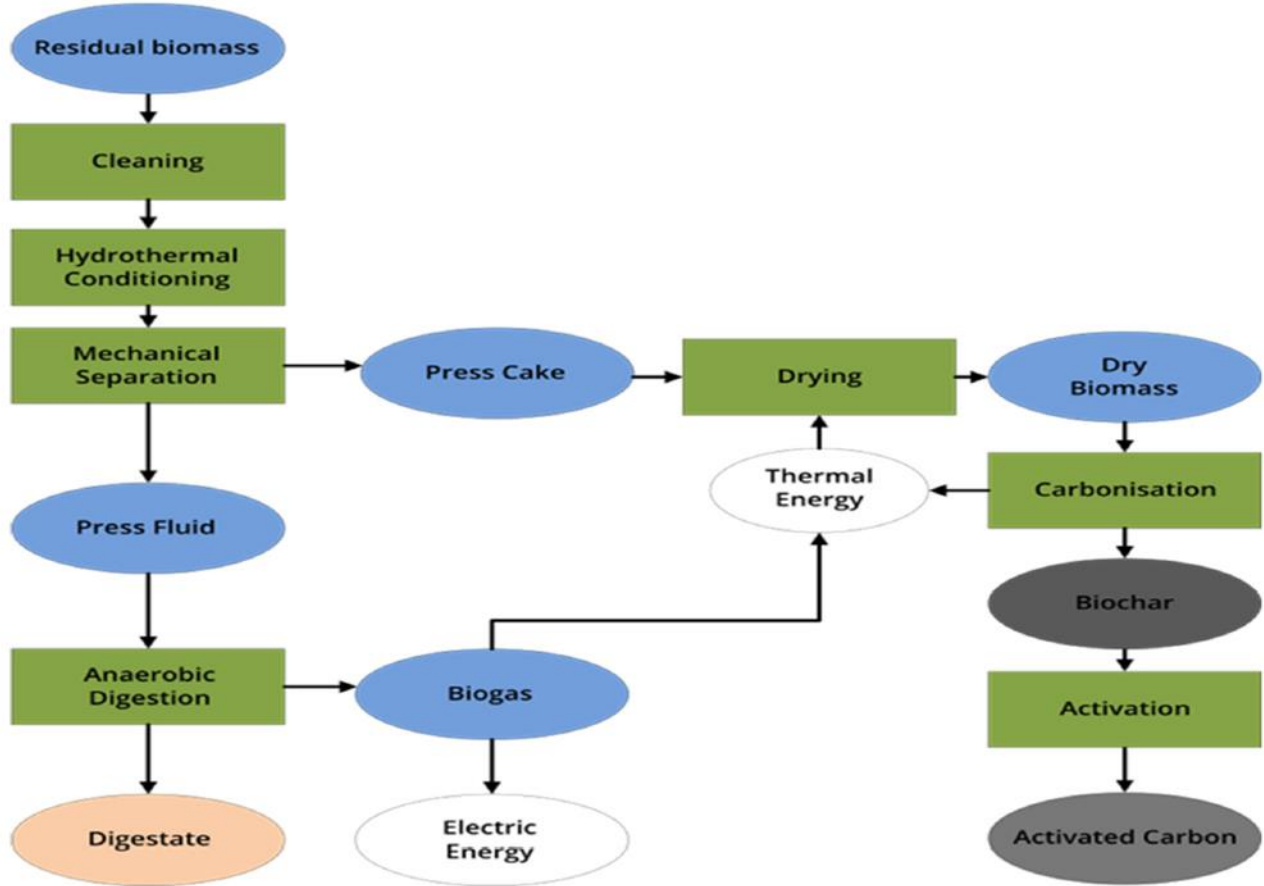 Residual biomass
Cleaning
Hydrothermal
Conditioning
Mechanical
Separation
Press Cake
Drying
Dry
Biomass
Thermal
Energy
Carbonisation
Press Fluid
Biochar
Anaerobic
Digestion
Biogas
Activation
Digestate
Electric
Energy
Activated Carbon